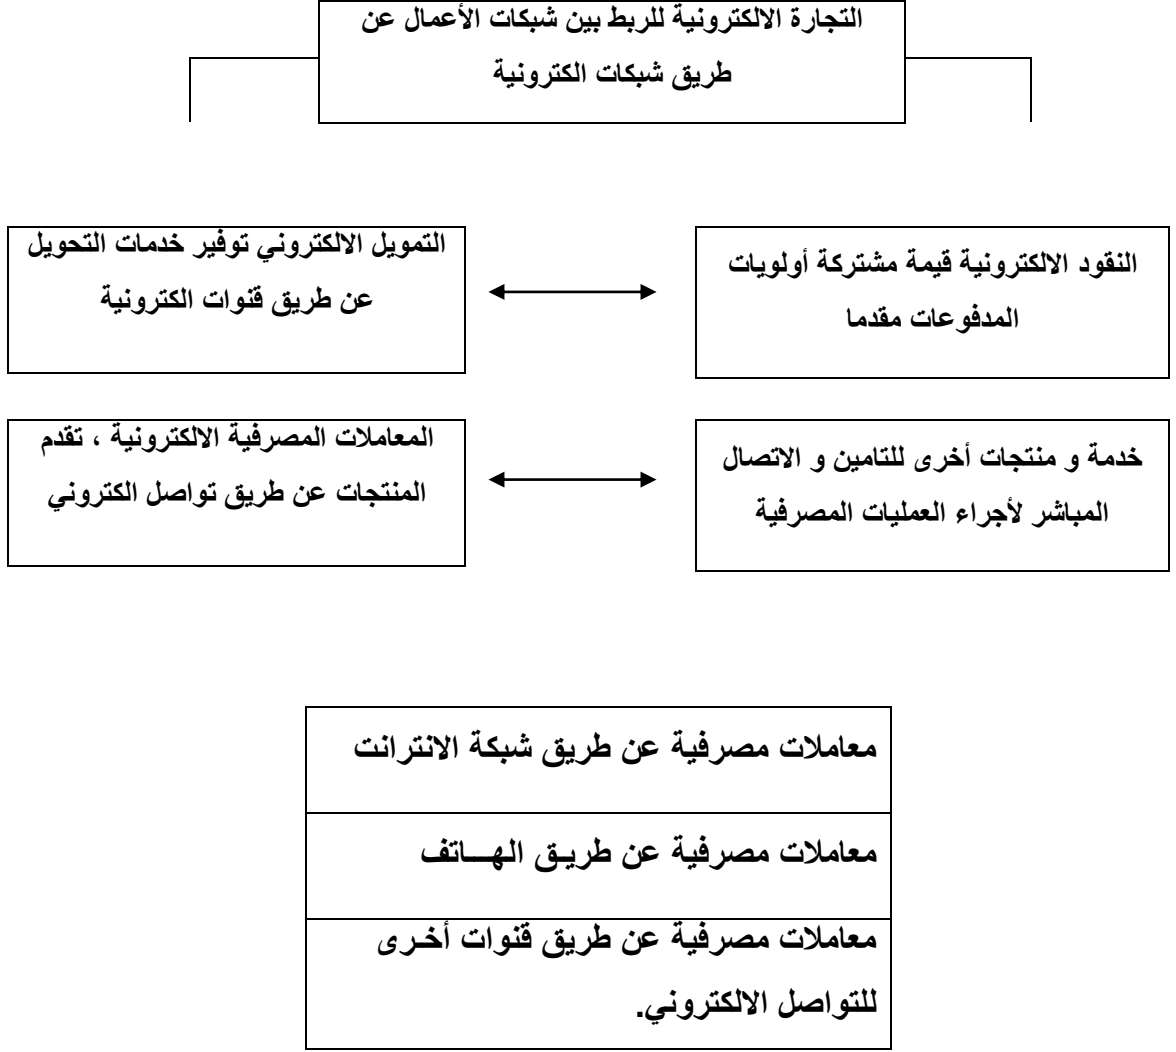 التجارة الالكترونية للربط بين شبكات الأعمال عن
طريق شبكات الكترونية
النقود الالكترونية قيمة مشتركة أولويات
المدفوعات مقدما
التمويل الالكتروني توفير خدمات التحويل
عن طريق قنوات الكترونية
خدمة و منتجات أخرى للتامين و الاتصال
المباشر لأجراء العمليات المصرفية
المعاملات المصرفية الالكترونية ، تقدم
المنتجات عن طريق تواصل الكتروني
معاملات مصرفية عن طريق شبكة الانترانت
معاملات مصرفية عن طريـق الهـــاتف
معاملات مصرفية عن طريق قنوات أخـرى
للتواصل الالكتروني.